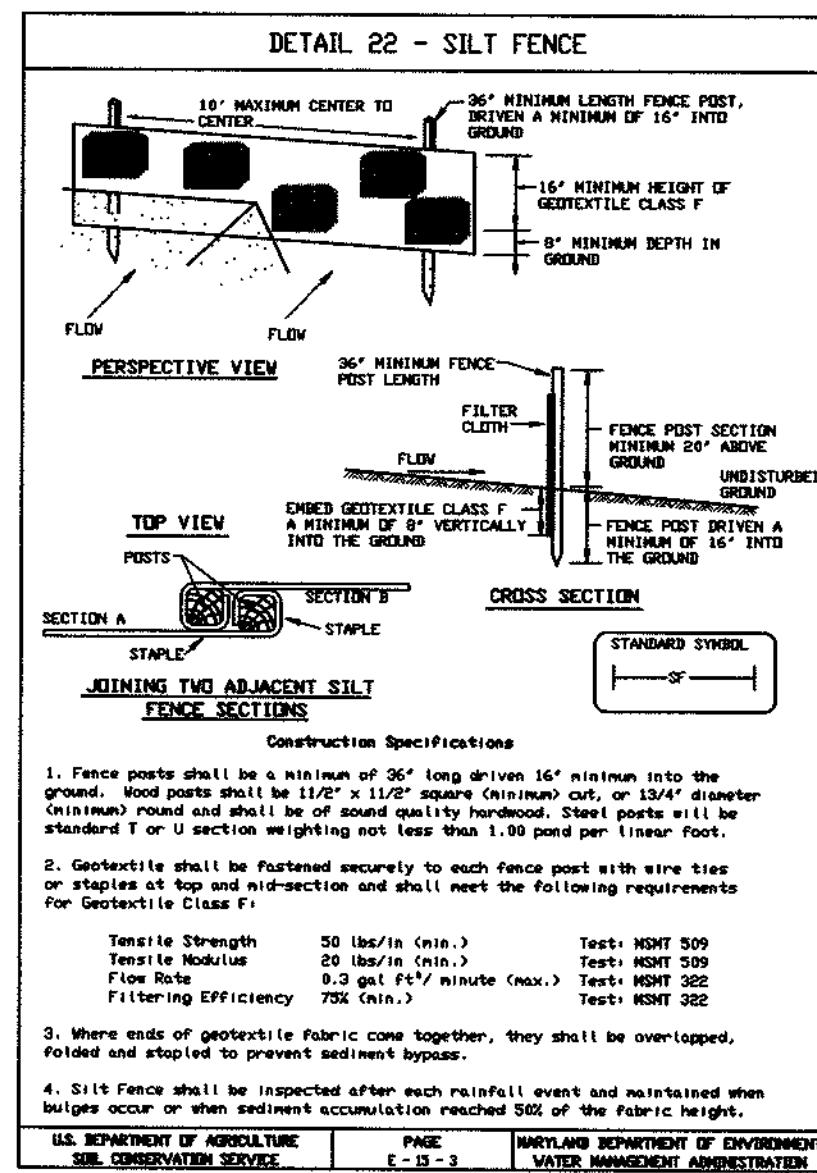 DETAIL 22 - SILT FENCE
10' MAXIMUM CENTER TO
CENTER
36" MINIMUM LENGTH FENCE POST,
DRIVEN A MINIMUM OF 16" INTO
GROUND
16" MINIMUM HEIGHT OF
GEOTEXTILE CLASS F
8" MINIMUM DEPTH IN
GROUND
FLOW
FLOW
PERSPECTIVE VIEW
36" MINIMUM FENCE
POST LENGTH
FILTER
CLOTH
FENCE POST SECTION
MINIMUM 20" ABOVE
GROUND
FLOW
UNDISTURBED
GROUND
EMBED GEOTEXTILE CLASS F
A MINIMUM OF 8" VERTICALLY
INTO THE GROUND
FENCE POST DRIVEN A
MINIMUM OF 16" INTO
THE GROUND
CROSS SECTION
TOP VIEW
POSTS
SECTION B
SECTION A
STAPLE
STAPLE
JOINING TWO ADJACENT SILT
FENCE SECTIONS
STANDARD SYMBOL
SF
Construction Specifications
1. Fence posts shall be a minimum of 36" long driven 16" minimum into the
ground. Wood posts shall be 11/2" x 11/2" square (minimum) cut, or 13/4" diameter
(minimum) round and shall be of sound quality hardwood. Steel posts will be
standard T or U section weighting not less than 1.00 pond per linear foot.
2. Geotextile shall be fastened securely to each fence post with wire ties
or staples at top and mid-section and shall meet the following requirements
for Geotextile Class F:
Tensile Strength 50 lbs/in (min.) Test: MSMT 509
Tensile Modulus 20 lbs/in (min.) Test: MSMT 509
Flow Rate 0.3 gal ft²/ minute (max.) Test: MSMT 322
Filtering Efficiency 75% (min.) Test: MSMT 322
3. Where ends of geotextile fabric come together, they shall be overlapped,
folded and stapled to prevent sediment bypass.
4. Silt Fence shall be inspected after each rainfall event and maintained when
bulges occur or when sediment accumulation reached 50% of the fabric height.
U.S. DEPARTMENT OF AGRICULTURE
SOIL CONSERVATION SERVICE
PAGE
E - 15 - 3
MARYLAND DEPARTMENT OF ENVIRONMENT
WATER MANAGEMENT ADMINISTRATION